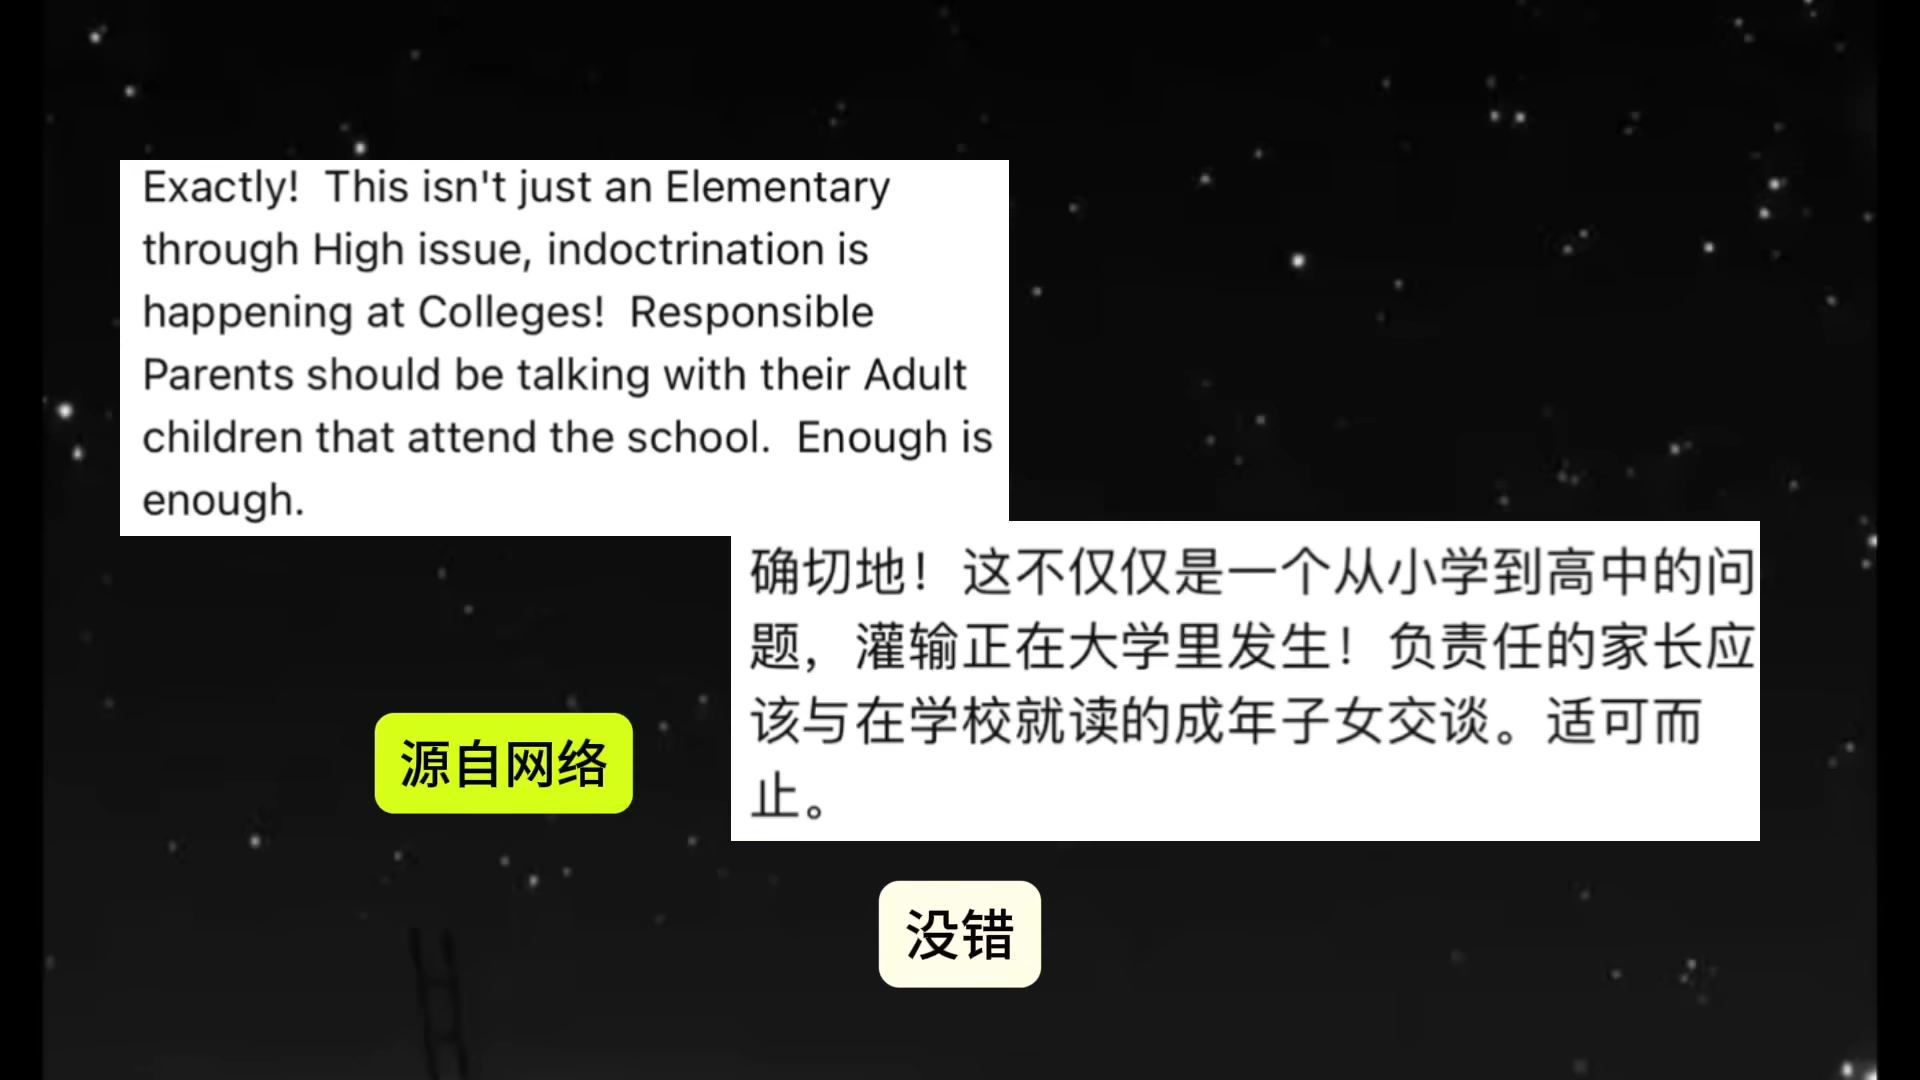 Exactly!  This isn't just an Elementary
through High issue, indoctrination is
happening at Colleges!  Responsible
Parents should be talking with their Adult
children that attend the school.  Enough is
enough.
确切地！这不仅仅是一个从小学到高中的问
题，灌输正在大学里发生！负责任的家长应
该与在学校就读的成年子女交谈。适可而
止。
源自网络
没错